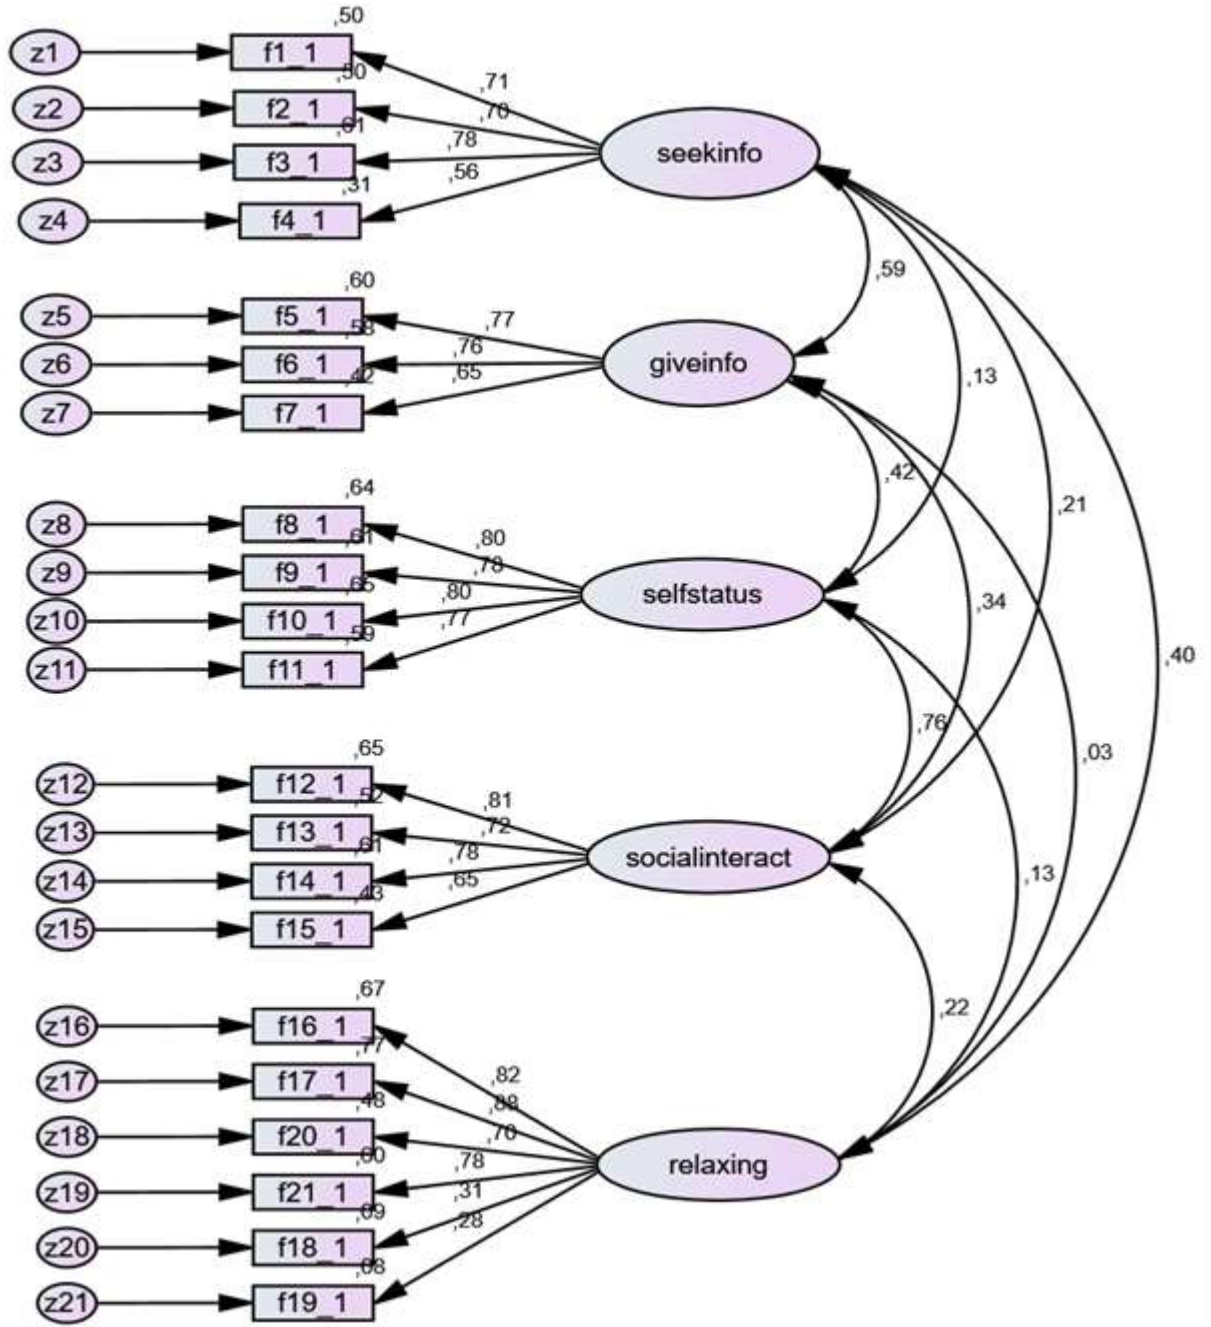 ,50
z1 f1_1 ,71
,50
z2 f2_1 ,70 seekinfo
,61
z3 f3_1 ,78
,31
z4 f4_1 ,56
,59
,60
z5 f5_1 ,77
,58
z6 f6_1 ,76 giveinfo
,42
z7 f7_1 ,65
,13
,42
,21
,64
z8 f8_1 ,80
,61
z9 f9_1 ,78 selfstatus
,65
z10 f10_1 ,80
,34
,59
z11 f11_1 ,77
,40
,76
,03
,65
z12 f12_1 ,81
,52
z13 f13_1 ,72
,61
socialinteract
z14 f14_1 ,78
,43
z15 f15_1 ,65
,13
,67
,22
z16 f16_1 ,82
,77
z17 f17_1 ,88
,48
z18 f20_1 ,70
,60
relaxing
z19 f21_1 ,78
,09
z20 f18_1 ,31
,08
z21 f19_1 ,28